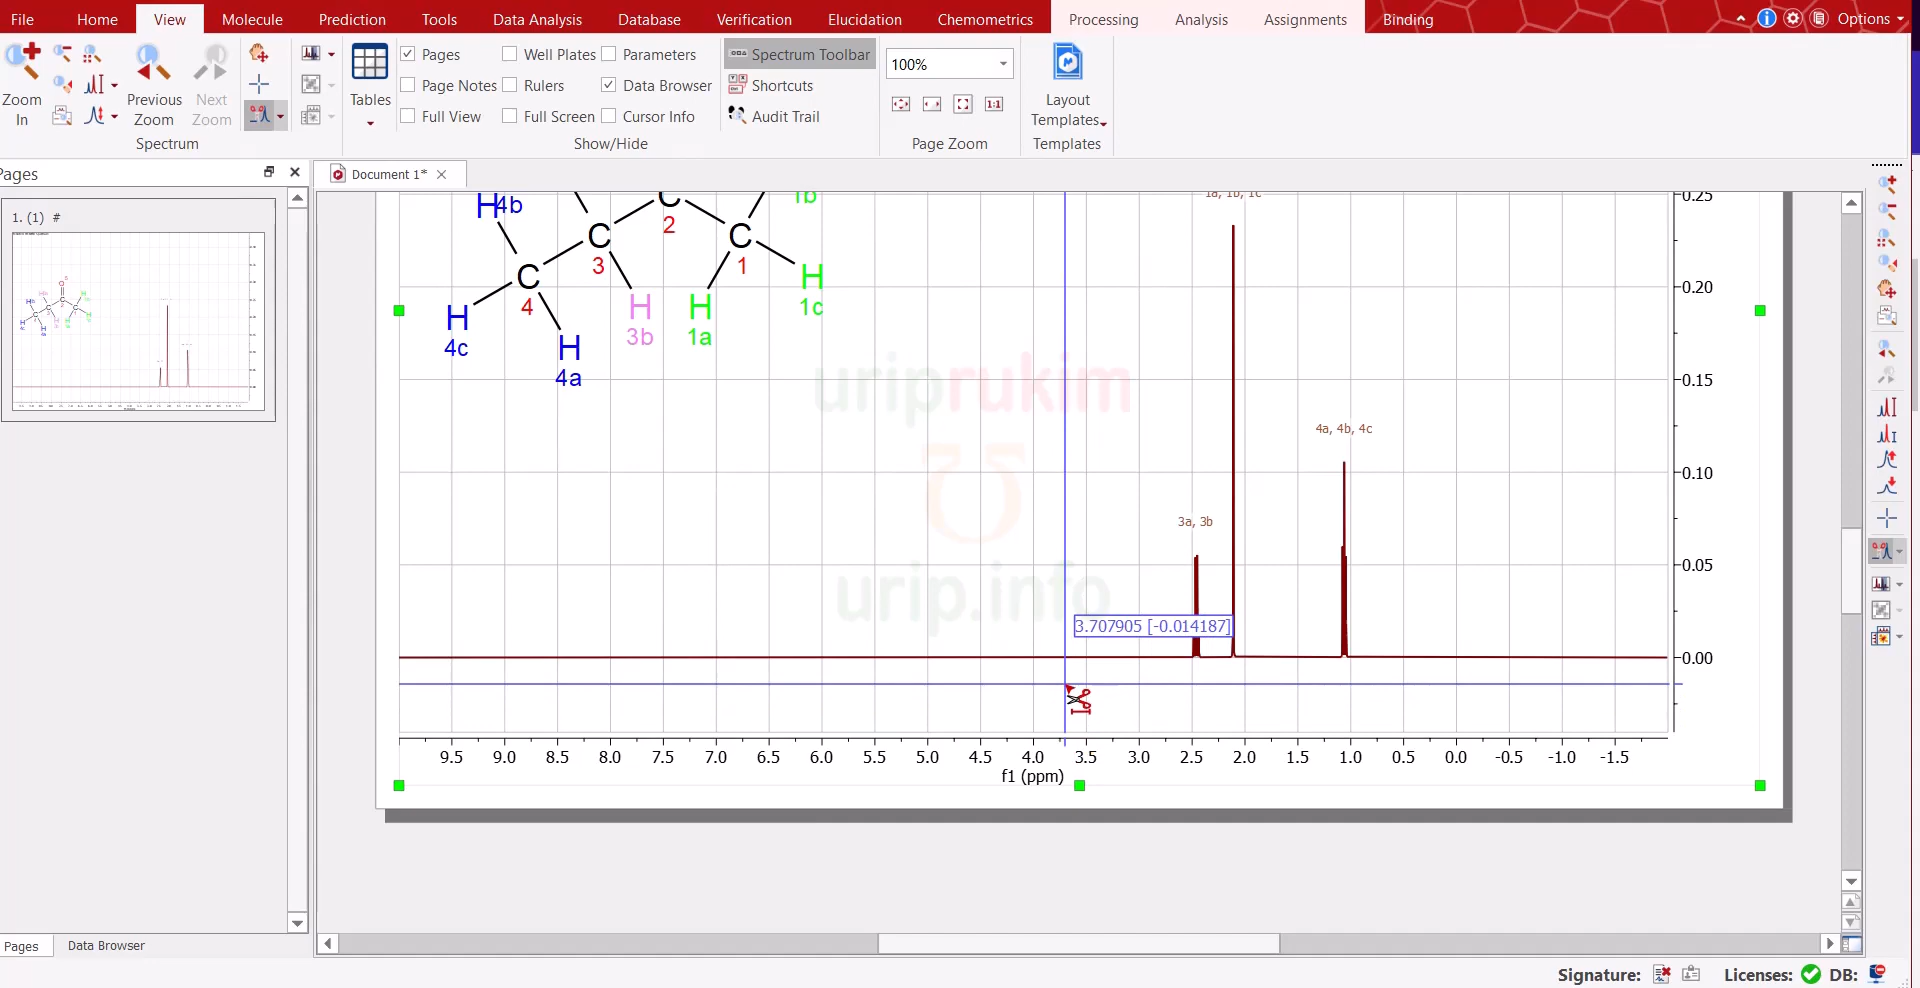 File Home View Molecule Prediction Tools Data Analysis Database Verification Elucidation Chemometrics Processing Analysis Assignments Binding Options
Zoom In
Previous Zoom
Next Zoom
Spectrum
Tables
Pages Well Plates Parameters
Page Notes Rulers Data Browser
Full View Full Screen Cursor Info
Show/Hide
Spectrum Toolbar
Shortcuts
Audit Trail
100%
1:1
Page Zoom
Layout Templates
Templates
Pages
Document 1*
1. (1) #
H 4b
C 2
1b
C 3
C 1
C 4
H 1c
H 4c
H 3b
H 1a
H 4a
uriprukim
urip.info
1a, 1b, 1c
4a, 4b, 4c
3a, 3b
3.707905 [-0.014187]
0.25
0.20
0.15
0.10
0.05
0.00
9.5 9.0 8.5 8.0 7.5 7.0 6.5 6.0 5.5 5.0 4.5 4.0 3.5 3.0 2.5 2.0 1.5 1.0 0.5 0.0 -0.5 -1.0 -1.5
f1 (ppm)
Pages Data Browser
Signature: Licenses: DB: